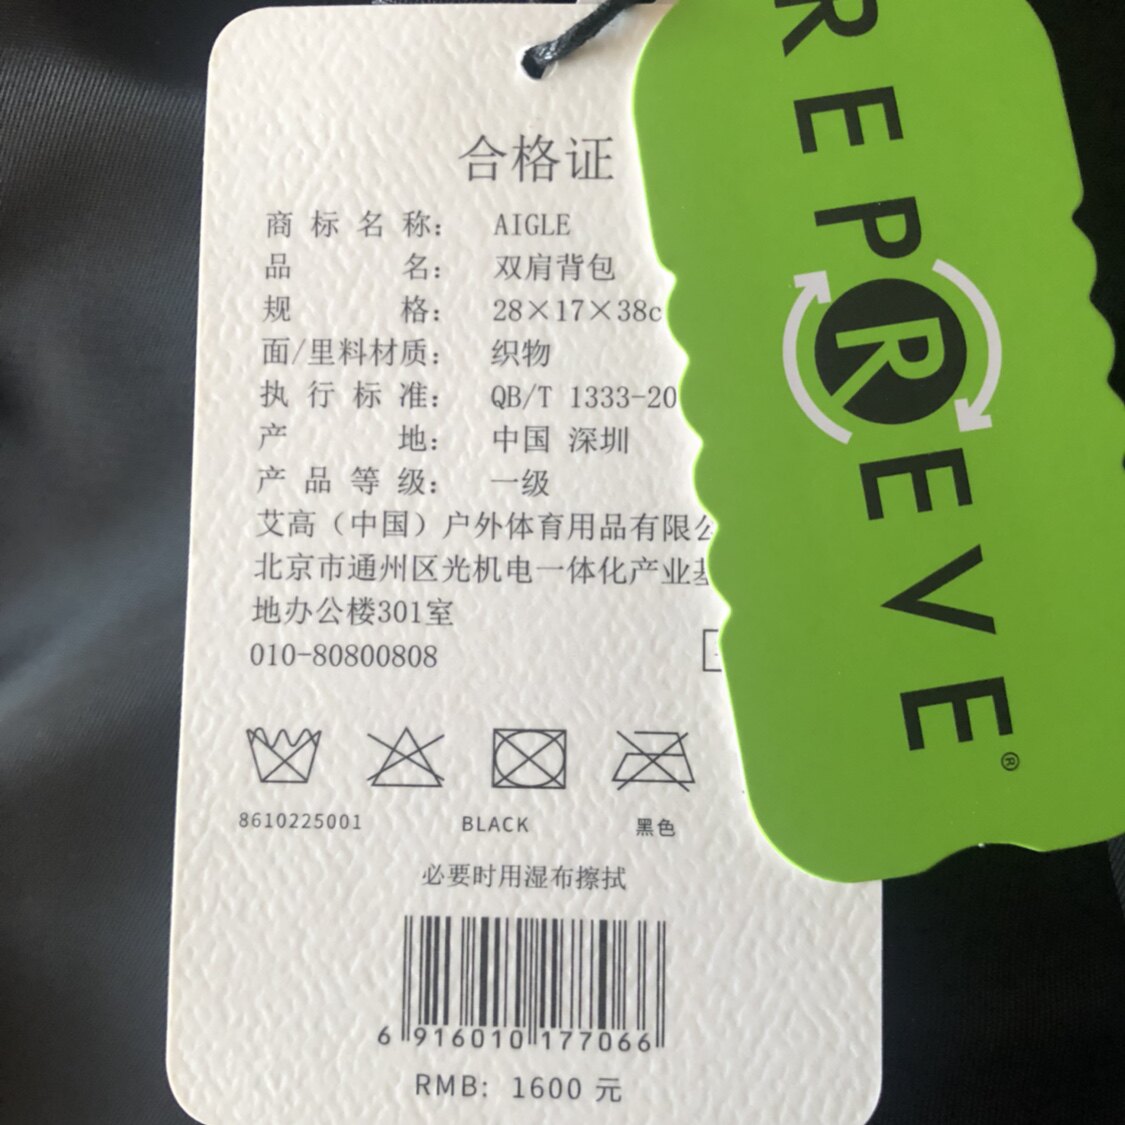 合格证
商标名称： AIGLE
品名： 双肩背包
规格： 28×17×38c
面/里料材质： 织物
执行标准： QB/T 1333-20
产地： 中国 深圳
产品等级： 一级
艾高（中国）户外体育用品有限公
北京市通州区光机电一体化产业基
地办公楼301室
010-80800808
8610225001 BLACK 黑色
必要时用湿布擦拭
6 916010 177066
RMB: 1600 元
REPREVE®